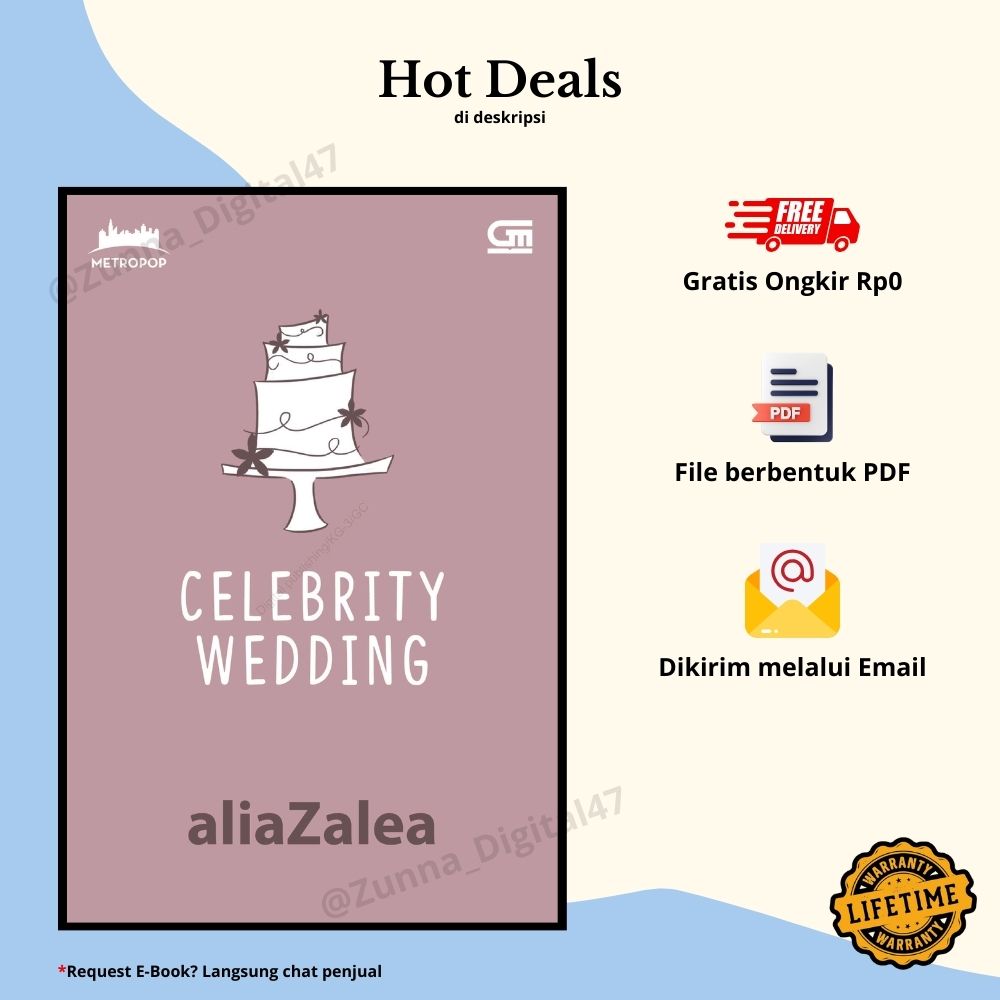 Hot Deals
di deskripsi
@Zunna_Digital47
METROPOP
GM
CELEBRITY
WEDDING
aliaZalea
@Zunna_Digital47
FREE
DELIVERY
Gratis Ongkir Rp0
PDF
File berbentuk PDF
@
Dikirim melalui Email
WARRANTY
LIFETIME
WARRANTY
*Request E-Book? Langsung chat penjual